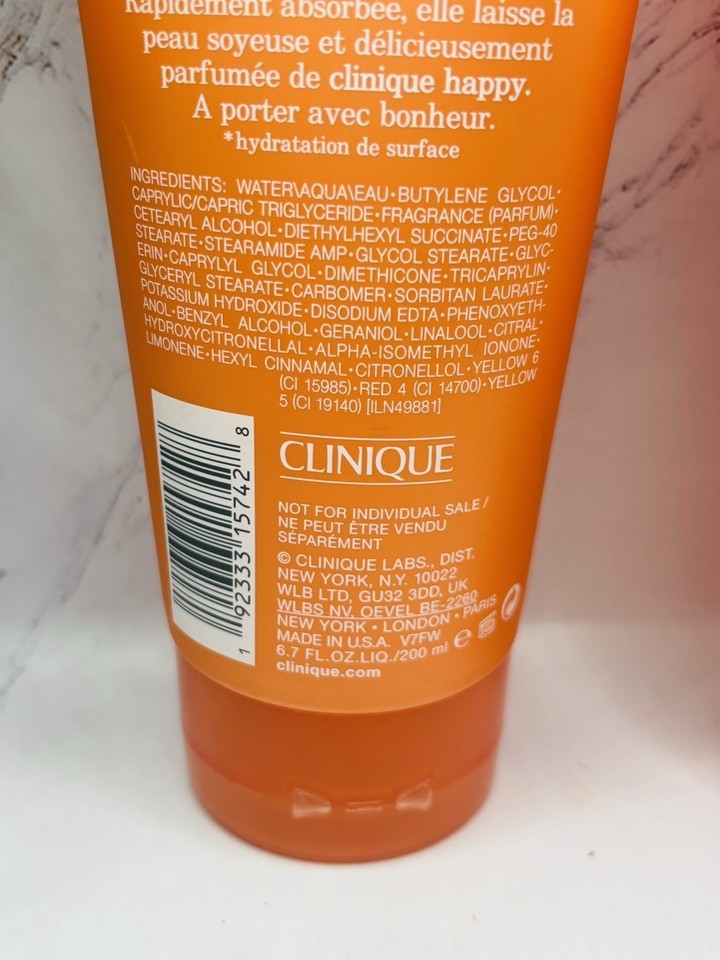 Rapidement absorbée, elle laisse la
peau soyeuse et délicieusement
parfumée de clinique happy.
A porter avec bonheur.
*hydratation de surface
INGREDIENTS: WATER\AQUA\EAU•BUTYLENE GLYCOL•
CAPRYLIC/CAPRIC TRIGLYCERIDE•FRAGRANCE (PARFUM)•
CETEARYL ALCOHOL•DIETHYLHEXYL SUCCINATE•PEG-40
STEARATE•STEARAMIDE AMP•GLYCOL STEARATE•GLYC-
ERIN•CAPRYLYL GLYCOL•DIMETHICONE•TRICAPRYLIN•
GLYCERYL STEARATE•CARBOMER•SORBITAN LAURATE•
POTASSIUM HYDROXIDE•DISODIUM EDTA•PHENOXYETH-
ANOL•BENZYL ALCOHOL•GERANIOL•LINALOOL•CITRAL•
HYDROXYCITRONELLAL•ALPHA-ISOMETHYL IONONE•
LIMONENE•HEXYL CINNAMAL•CITRONELLOL•YELLOW 6
(CI 15985)•RED 4 (CI 14700)•YELLOW
5 (CI 19140) [ILN49881]
1 92333 15742 8
CLINIQUE
NOT FOR INDIVIDUAL SALE /
NE PEUT ÊTRE VENDU
SÉPARÉMENT
© CLINIQUE LABS., DIST.
NEW YORK, N.Y. 10022
WLB LTD, GU32 3DD, UK
WLBS NV, OEVEL BE-2260
NEW YORK • LONDON • PARIS
MADE IN U.S.A. V7FW
6.7 FL.OZ.LIQ./200 ml e
clinique.com